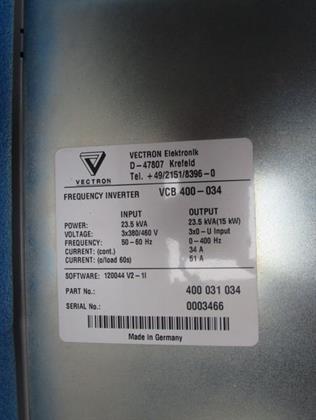 VECTRON Elektronik
D-47807 Krefeld
Tel. +49/2151/8396-0
VECTRON
FREQUENCY INVERTER VCB 400-034
INPUT OUTPUT
POWER: 23.5 kVA 23.5 kVA(15 kW)
VOLTAGE: 3x380/460 V 3x0-U Input
FREQUENCY: 50-60 Hz 0-400 Hz
CURRENT: (cont.) 34 A
CURRENT: (o/load 60s) 51 A
SOFTWARE: 120044 V2-1I
PART No.: 400 031 034
SERIAL No.: 0003466
Made in Germany